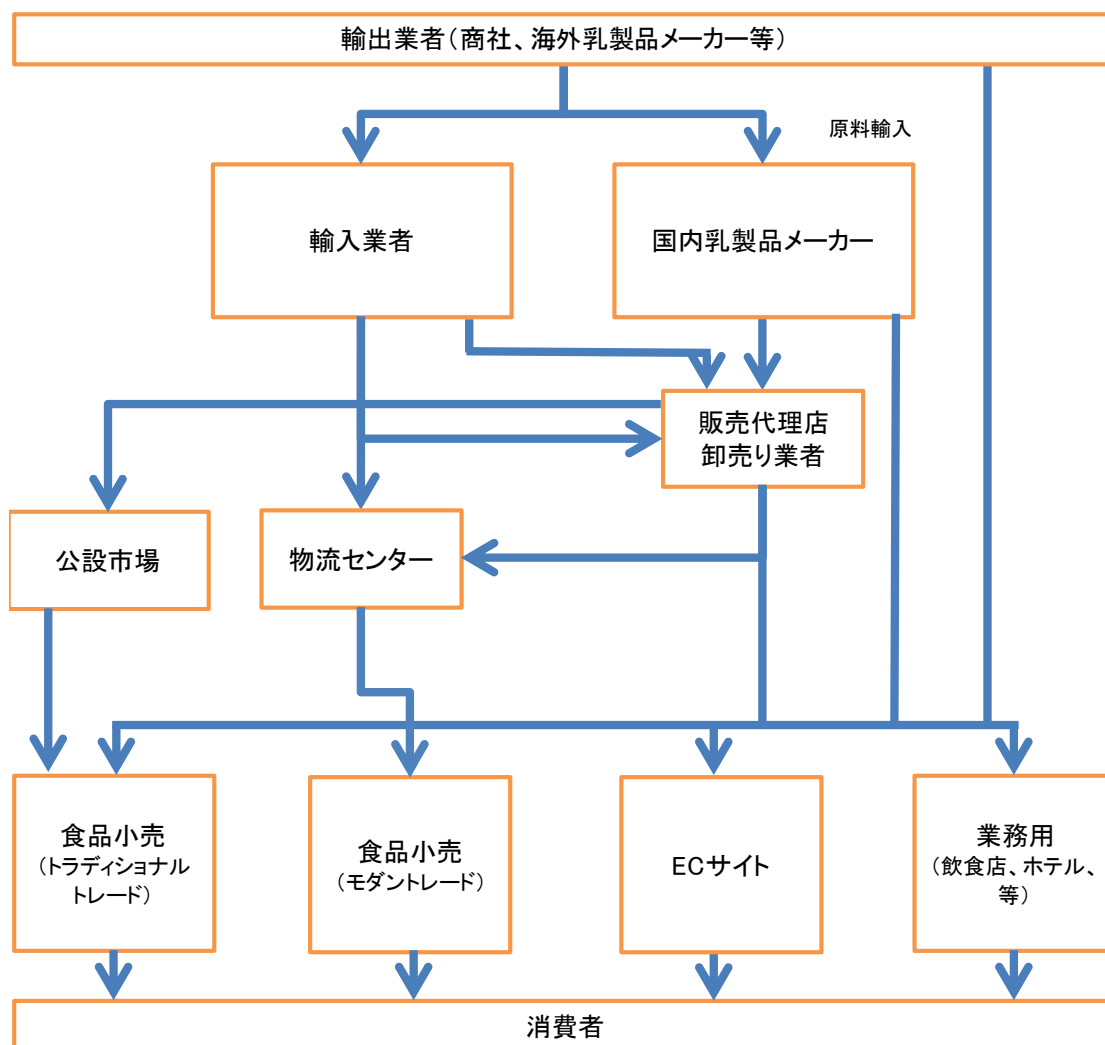 輸出業者(商社、海外乳製品メーカー等)
原料輸入
輸入業者
国内乳製品メーカー
販売代理店
卸売り業者
公設市場
物流センター
食品小売
(トラディショナル
トレード)
食品小売
(モダントレード)
ECサイト
業務用
(飲食店、ホテル、
等)
消費者